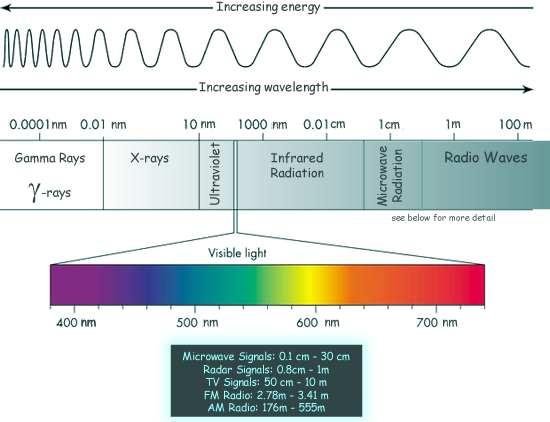 Increasing energy
Increasing wavelength
0.0001nm 0.01 nm 10 nm 1000 nm 0.01cm 1cm 1m 100 m
Gamma Rays
γ-rays
X-rays
Ultraviolet
Infrared
Radiation
Microwave
Radiation
Radio Waves
see below for more detail
Visible light
400 nm 500 nm 600 nm 700 nm
Microwave Signals: 0.1 cm - 30 cm
Radar Signals: 0.8cm - 1m
TV Signals: 50 cm - 10 m
FM Radio: 2.78m - 3.41 m
AM Radio: 176m - 555m